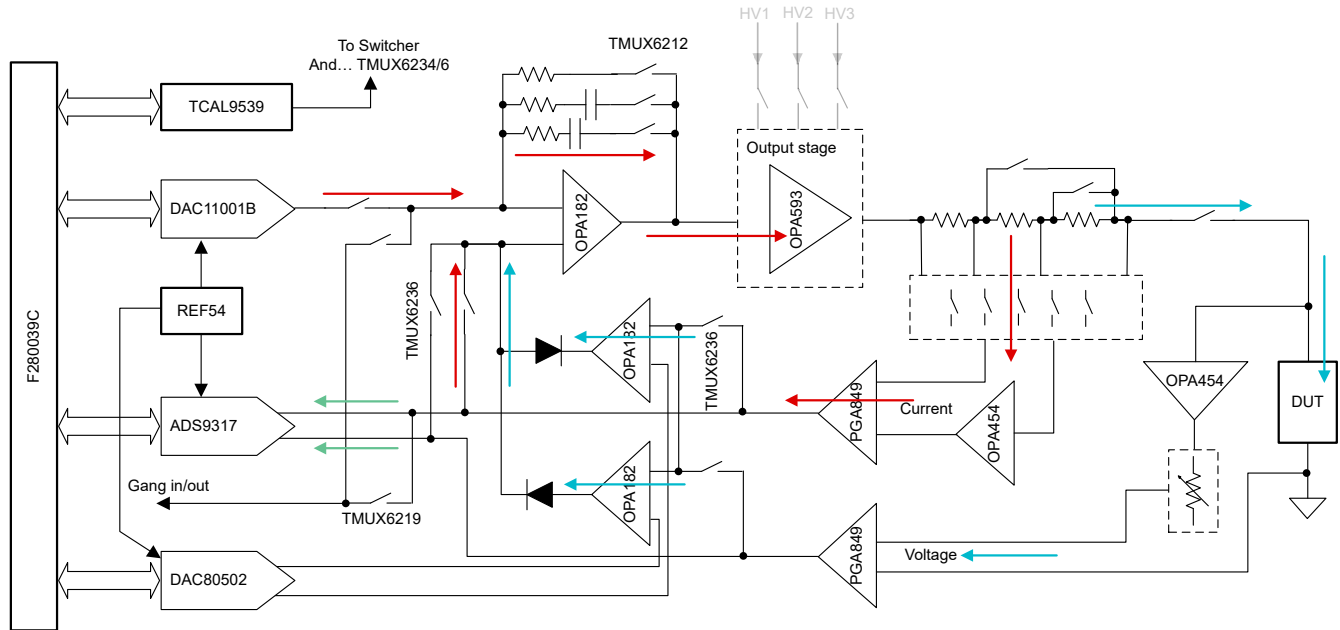 HV1
HV2
HV3
To Switcher
And… TMUX6234/6
TMUX6212
TCAL9539
Output stage
DAC11001B
OPA182
OPA593
F280039C
REF54
TMUX6236
OPA182
TMUX6236
OPA454
ADS9317
PGA849
Current
OPA454
DUT
Gang in/out
TMUX6219
OPA182
DAC80502
PGA849
Voltage